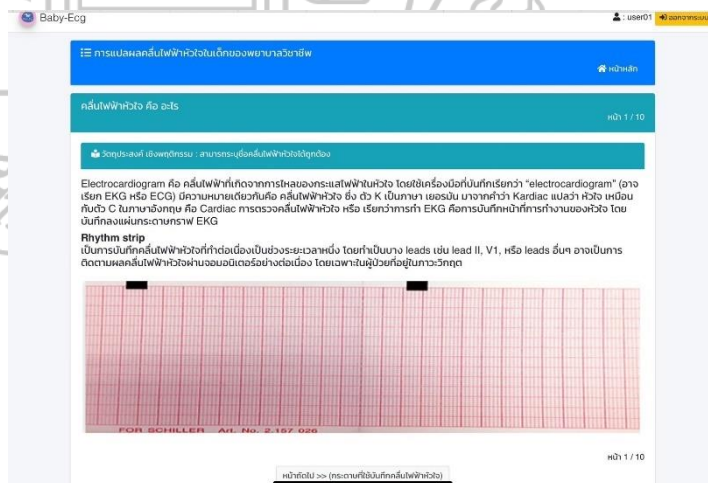 Baby-Ecg
: user01
ออกจากระบบ
การแปลผลคลื่นไฟฟ้าหัวใจในเด็กของพยาบาลวิชาชีพ
หน้าหลัก
คลื่นไฟฟ้าหัวใจ คือ อะไร
หน้า 1 / 10
วัตถุประสงค์ เชิงพฤติกรรม : สามารถระบุชื่อคลื่นไฟฟ้าหัวใจได้ถูกต้อง
Electrocardiogram คือ คลื่นไฟฟ้าที่เกิดจากการไหลของกระแสไฟฟ้าในหัวใจ โดยใช้เครื่องมือที่บันทึกเรียกว่า “electrocardiogram” (อาจ
เรียก EKG หรือ ECG) มีความหมายเดียวกันคือ คลื่นไฟฟ้าหัวใจ ซึ่ง ตัว K เป็นภาษา เยอรมัน มาจากคำว่า Kardiac แปลว่า หัวใจ เหมือน
กับตัว C ในภาษาอังกฤษ คือ Cardiac การตรวจคลื่นไฟฟ้าหัวใจ หรือ เรียกว่าการทำ EKG คือการบันทึกหน้าที่การทำงานของหัวใจ โดย
บันทึกลงแผ่นกระดาษกราฟ EKG
Rhythm strip
เป็นการบันทึกคลื่นไฟฟ้าหัวใจที่ทำต่อเนื่องเป็นช่วงระยะเวลาหนึ่ง โดยทำเป็นบาง leads เช่น lead II, V1, หรือ leads อื่นๆ อาจเป็นการ
ติดตามผลคลื่นไฟฟ้าหัวใจผ่านจอมอนิเตอร์อย่างต่อเนื่อง โดยเฉพาะในผู้ป่วยที่อยู่ในภาวะวิกฤต
FOR SCHILLER Art. No. 2.157 026
หน้า 1 / 10
หน้าถัดไป >> (กระดาษที่ใช้บันทึกคลื่นไฟฟ้าหัวใจ)